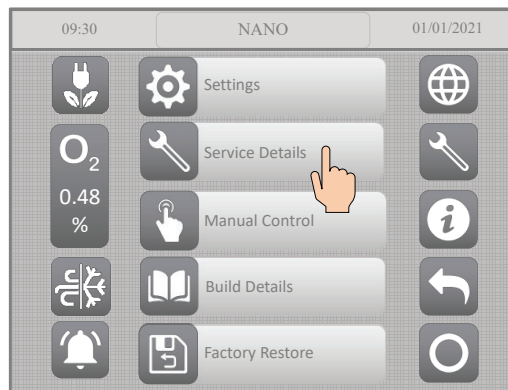 09:30 NANO 01/01/2021
Settings
O2
Service Details
0.48
%
Manual Control
i
Build Details
Factory Restore